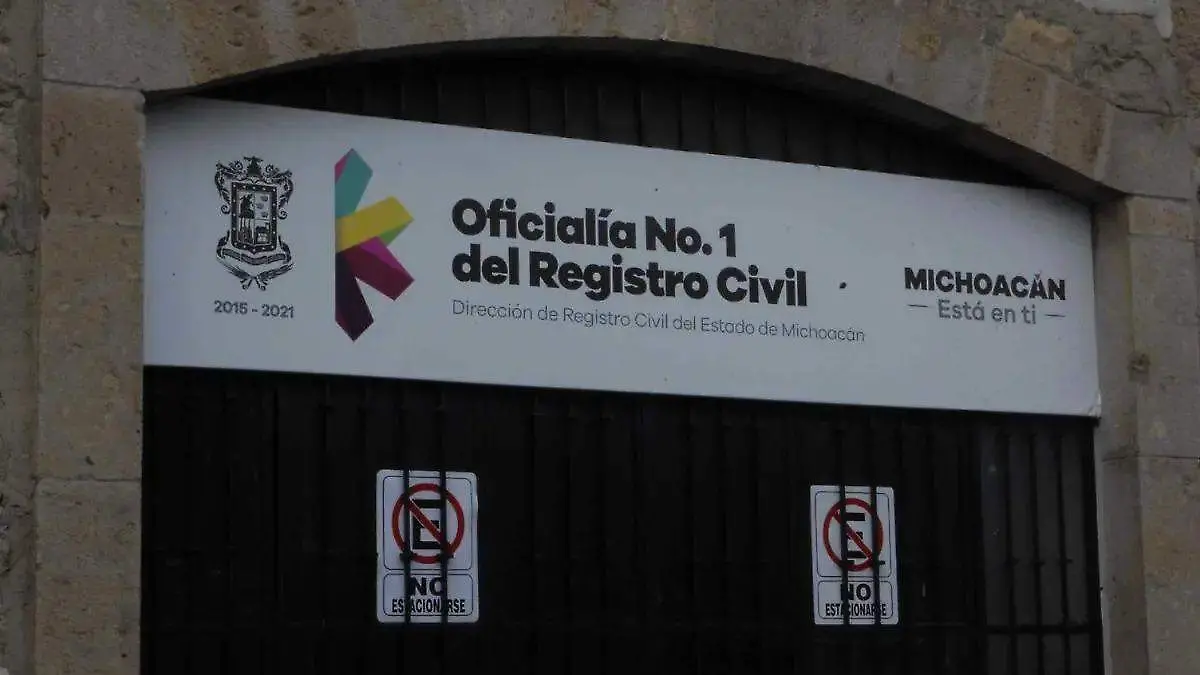 2015 - 2021
Oficialía No. 1
del Registro Civil
Dirección de Registro Civil del Estado de Michoacán
MICHOACÁN
— Está en ti —
E
NO
ESTACIONARSE
E
NO
ESTACIONARSE